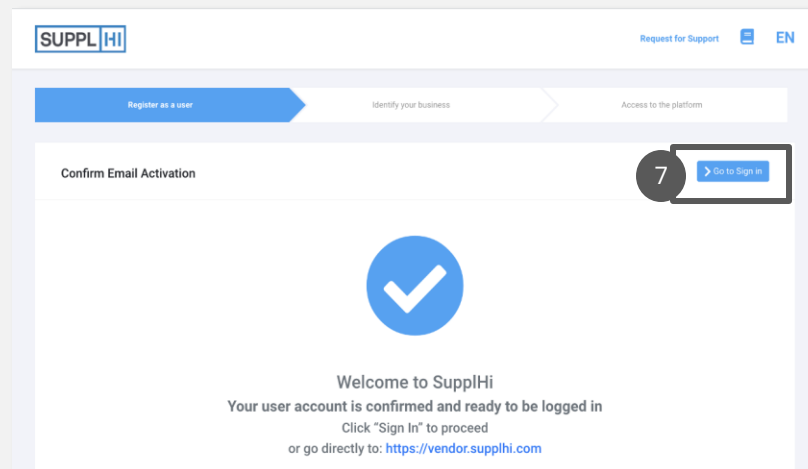 SUPPLHI
Request for Support
EN
Register as a user
Identify your business
Access to the platform
Confirm Email Activation
7
Go to Sign in
Welcome to SupplHi
Your user account is confirmed and ready to be logged in
Click “Sign In” to proceed
or go directly to: https://vendor.supplhi.com